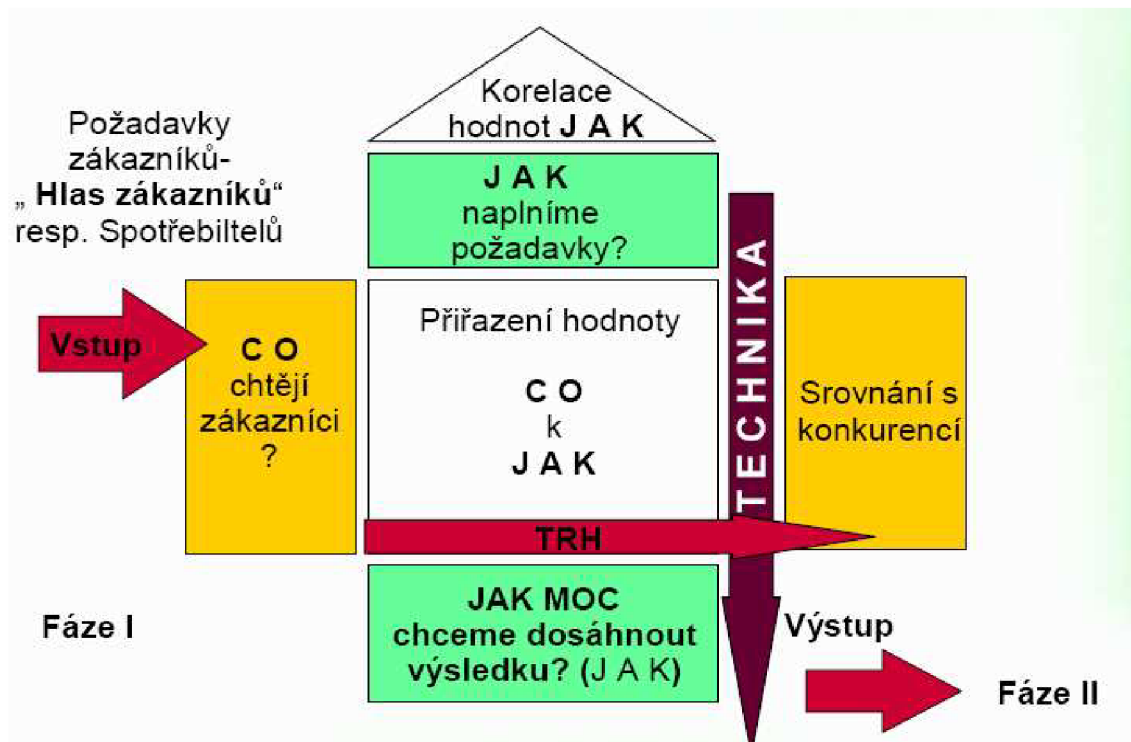 Korelace
hodnot J A K
Požadavky
zákazníků-
„ Hlas zákazníků“
resp. Spotřebiltelů
J A K
naplníme
požadavky?
Vstup
C O
chtějí
zákazníci
?
Přiřazení hodnoty
C O
k
J A K
TECHNIKA
Srovnání s
konkurencí
TRH
Fáze I
JAK MOC
chceme dosáhnout
výsledku? (J A K)
Výstup
Fáze II